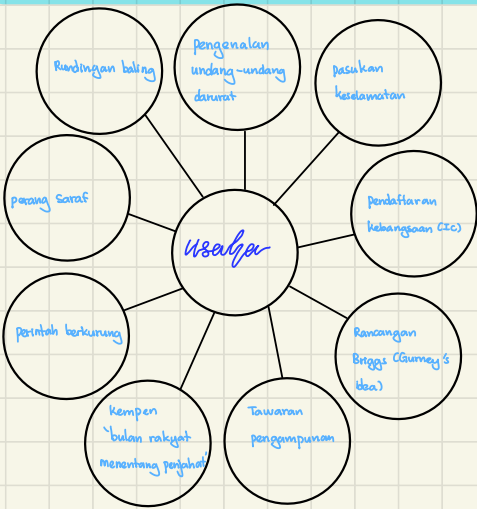 Rundingan baling
Pengenalan
undang-undang
darurat
Pasukan
keselamatan
perang saraf
Pendaftaran
kebangsaan (Ic)
usaha
perintah berkurung
Rancangan
Briggs (Gurney's
Idea)
Kempen
"bulan rakyat
menentang penjahat"
Tawaran
pengampunan